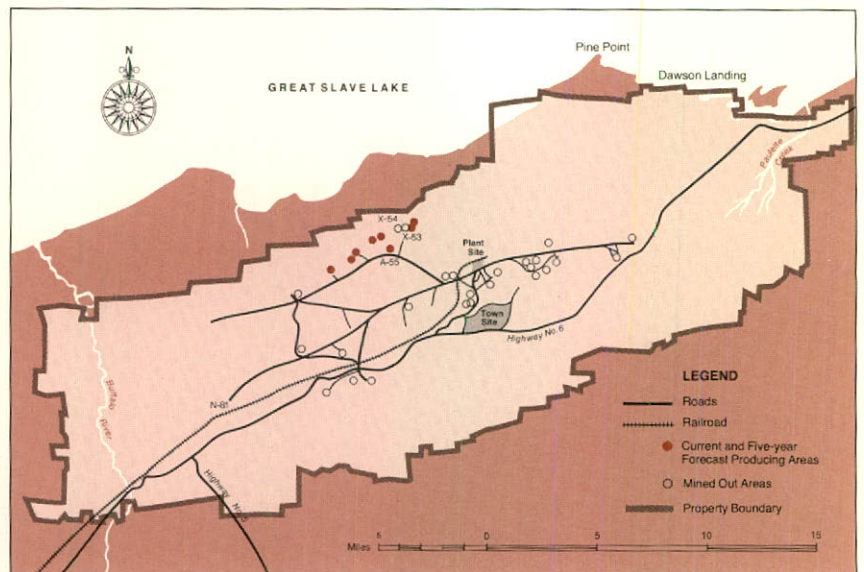 Pine Point
N
Dawson Landing
GREAT SLAVE LAKE
Paulette
Creek
X-54
X-53
Plant
Site
A-55
Town
Site
Highway No.6
LEGEND
Roads
N-81
Railroad
Buffalo
River
Current and Five-year
Forecast Producing Areas
Highway
Mined Out Areas
Property Boundary
Miles
5 0 5 10 15